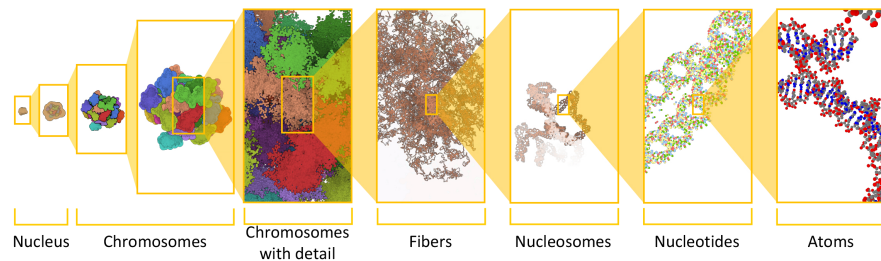 Nucleus
Chromosomes
Chromosomes
with detail
Fibers
Nucleosomes
Nucleotides
Atoms